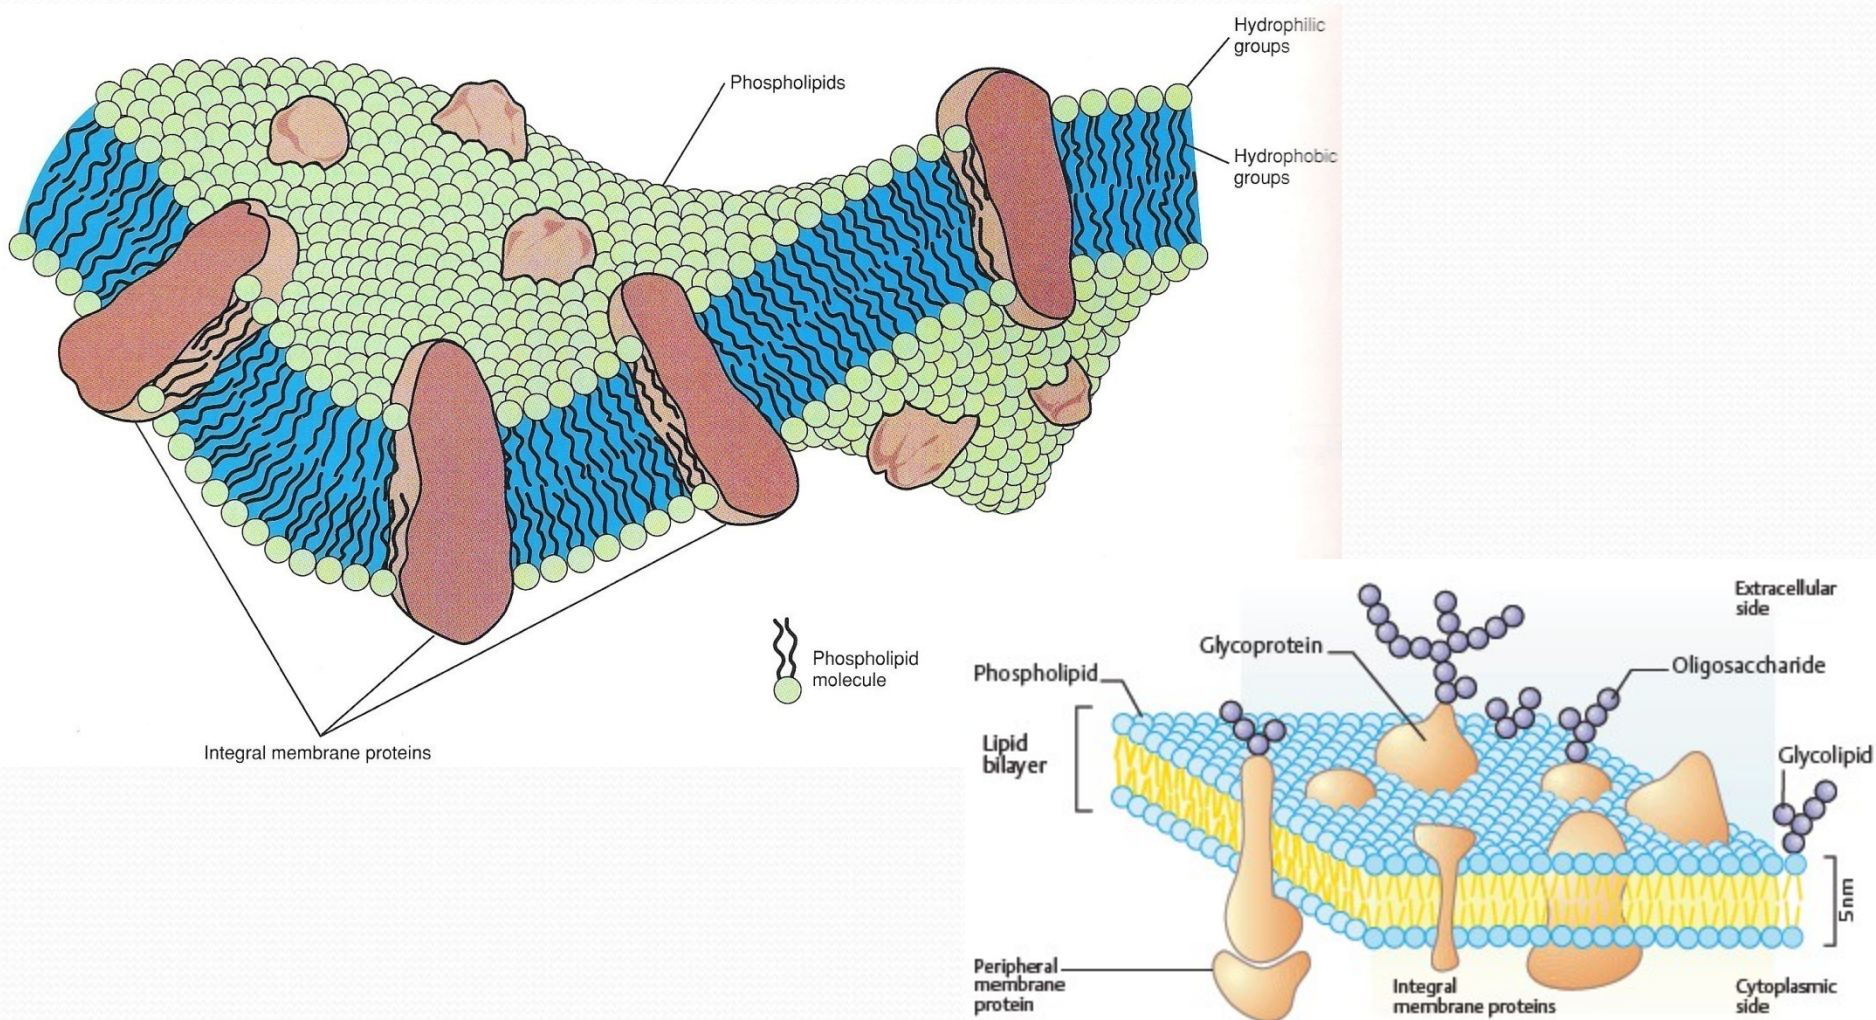 Hydrophilic
groups
Phospholipids
Hydrophobic
groups
Phospholipid
molecule
Integral membrane proteins
Extracellular
side
Glycoprotein
Oligosaccharide
Phospholipid
Lipid
bilayer
Glycolipid
5nm
Peripheral
membrane
protein
Integral
membrane proteins
Cytoplasmic
side